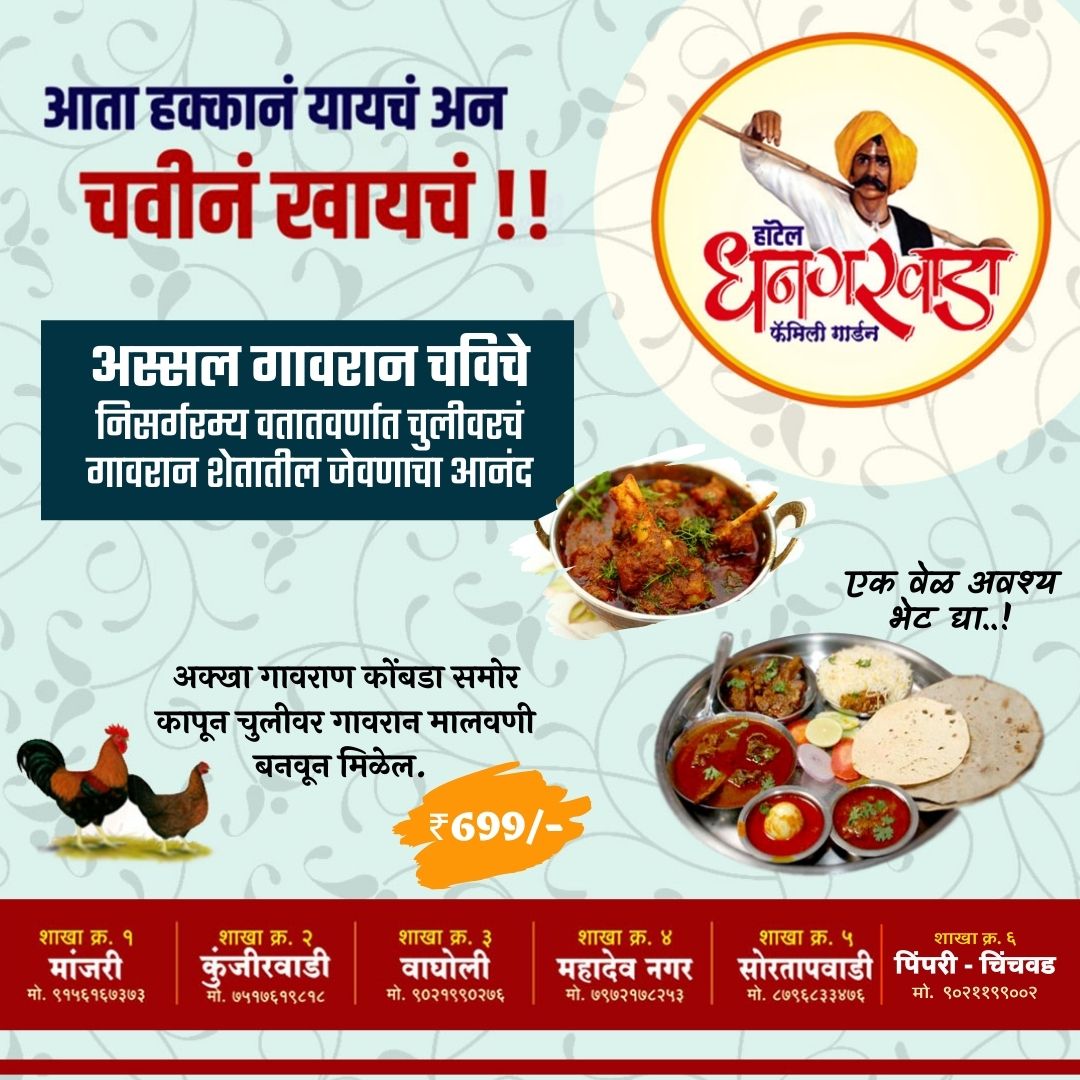 आता हक्कानं यायचं अन
चवीनं खायचं !!
हॉटेल
धनगरवाडा
फॅमिली गार्डन
अस्सल गावरान चविचे
निसर्गरम्य वतातवर्णात चुलीवरचं
गावरान शेतातील जेवणाचा आनंद
एक वेळ अवश्य
भेट द्या..!
अक्खा गावराण कोंबडा समोर
कापून चुलीवर गावरान मालवणी
बनवून मिळेल.
₹699/-
शाखा क्र. १
मांजरी
मो. ९१५६१६७३७३
शाखा क्र. २
कुंजीरवाडी
मो. ७५१७६१९८१८
शाखा क्र. ३
वाघोली
मो. ९०२१९९०२७६
शाखा क्र. ४
महादेव नगर
मो. ७९७२१७८२५३
शाखा क्र. ५
सोरतापवाडी
मो. ८७९६८३३४७६
शाखा क्र. ६
पिंपरी - चिंचवड
मो. ९०२११९९००२